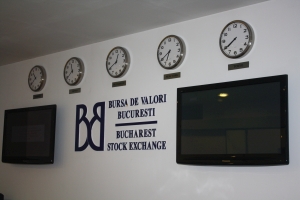 BURSA DE VALORI
BUCURESTI
BUCHAREST
STOCK EXCHANGE